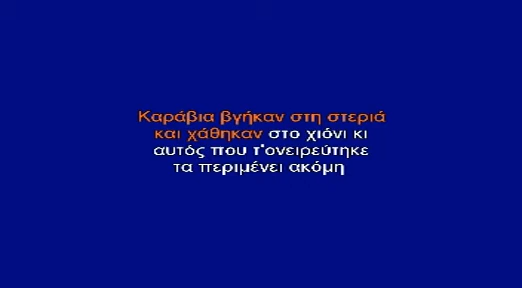 Καράβια βγήκαν στη στεριά
και χάθηκαν στο χιόνι κι
αυτός που τ'ονειρεύτηκε
τα περιμένει ακόμη